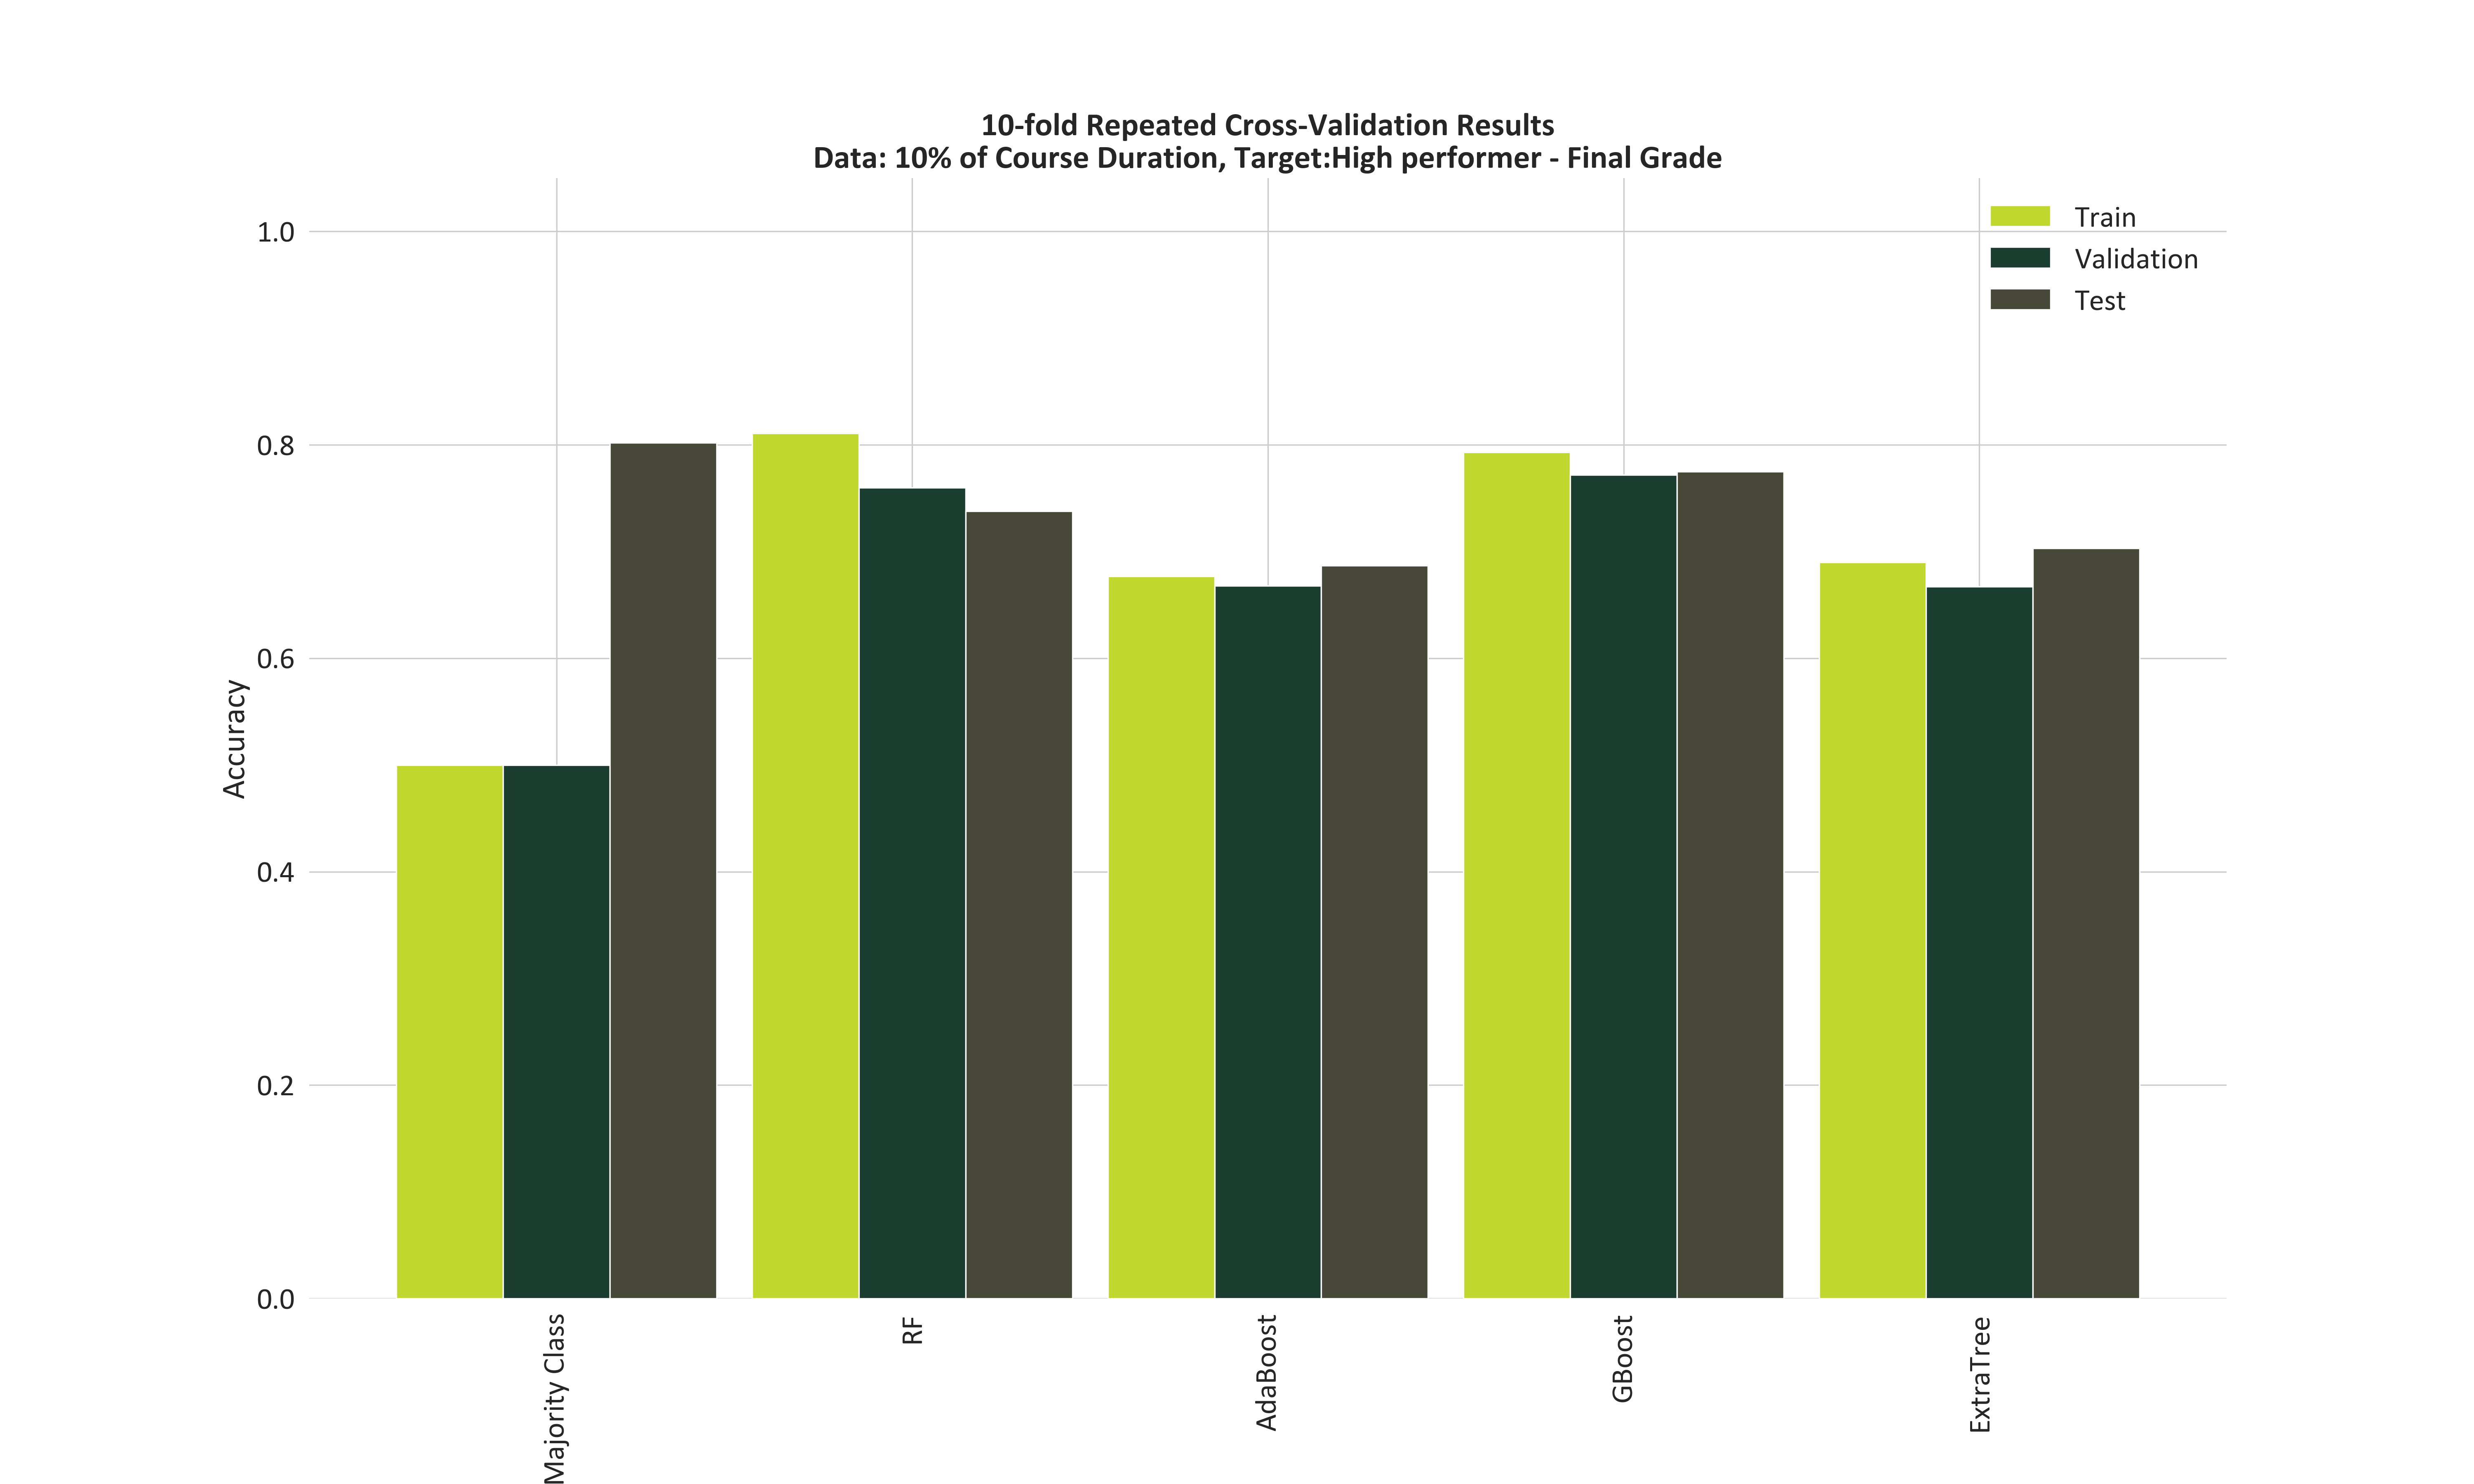 10-fold Repeated Cross-Validation Results
Data: 10% of Course Duration, Target:High performer - Final Grade
Train
Validation
Test
1.0
0.8
0.6
0.4
0.2
0.0
Accuracy
Majority Class
RF
AdaBoost
GBoost
ExtraTree